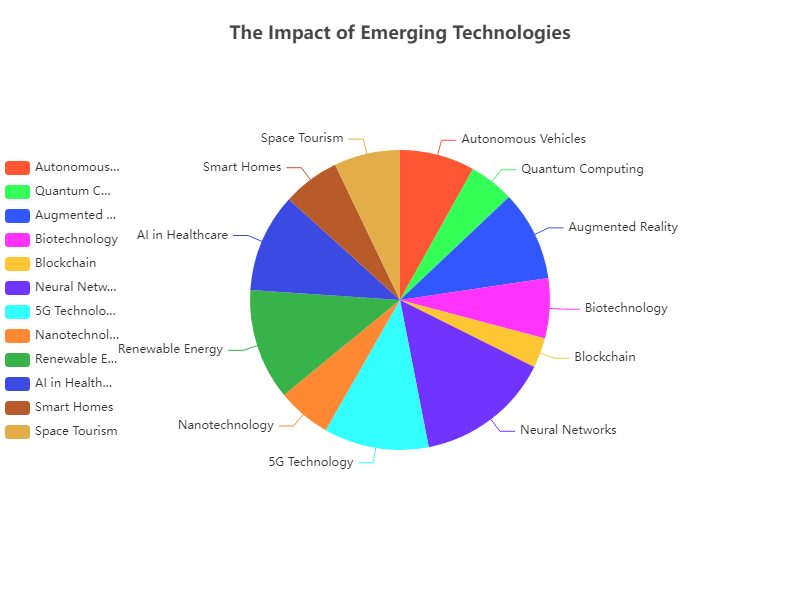 The Impact of Emerging Technologies
Autonomous...
Quantum C...
Augmented ...
Biotechnology
Blockchain
Neural Netw...
5G Technolo...
Nanotechnol...
Renewable E...
AI in Health...
Smart Homes
Space Tourism
Autonomous Vehicles
Quantum Computing
Augmented Reality
Biotechnology
Blockchain
Neural Networks
5G Technology
Nanotechnology
Renewable Energy
AI in Healthcare
Smart Homes
Space Tourism